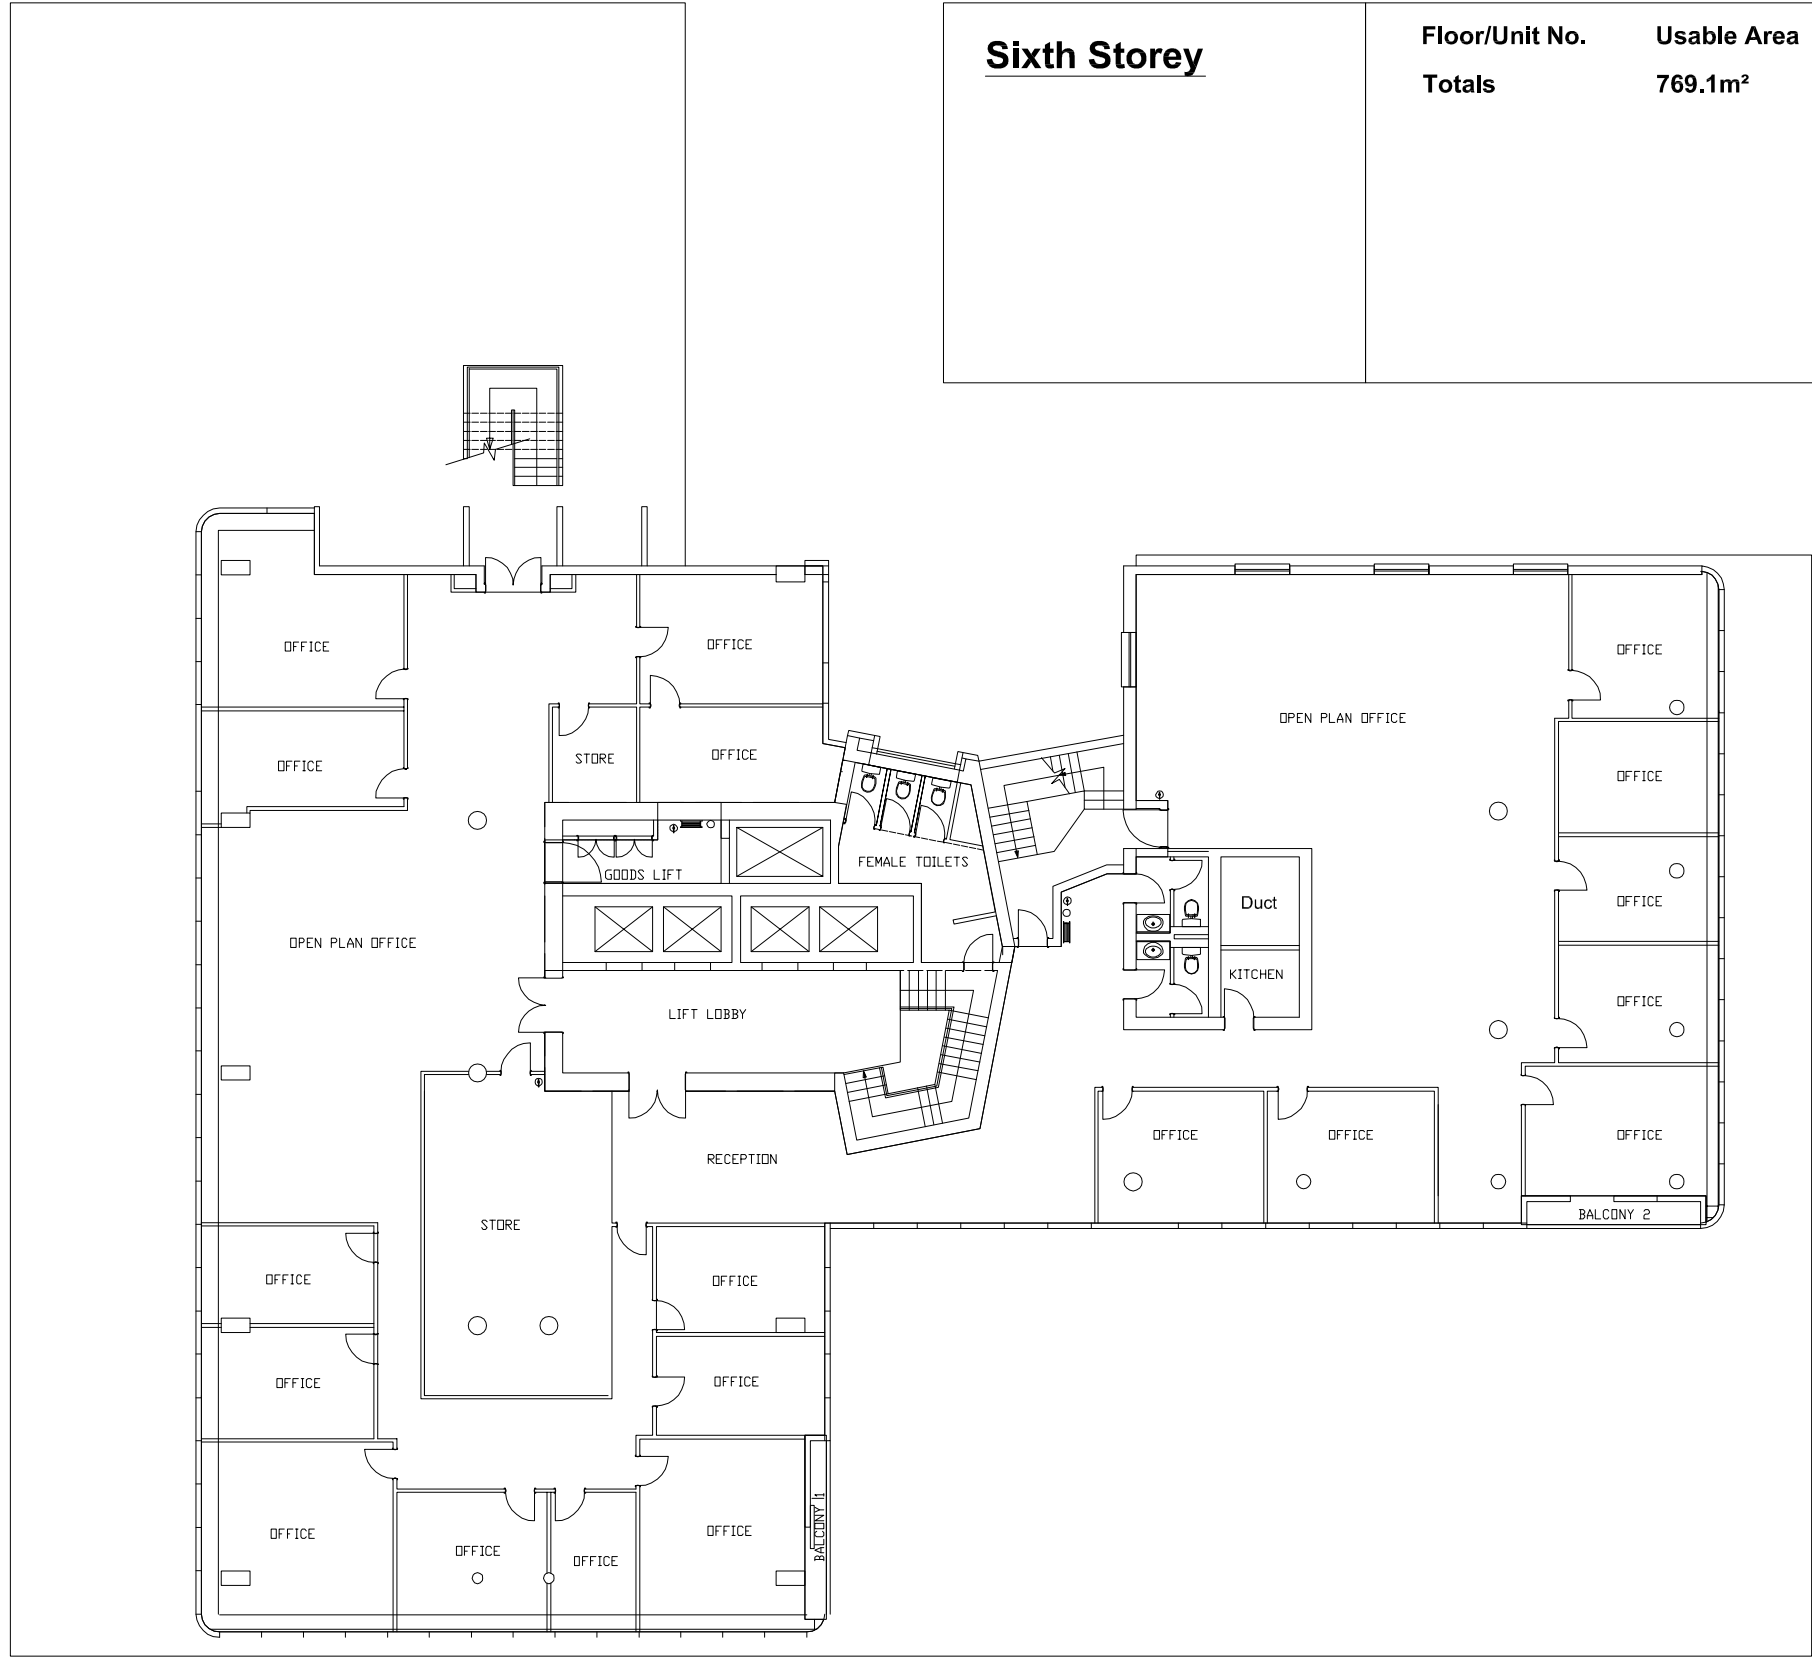 Sixth Storey
Floor/Unit No. Usable Area
Totals 769.1m²
OFFICE
OFFICE
OFFICE
OPEN PLAN OFFICE
STORE
OFFICE
OFFICE
OFFICE
FEMALE TOILETS
GOODS LIFT
Duct
OFFICE
OPEN PLAN OFFICE
KITCHEN
OFFICE
LIFT LOBBY
OFFICE
OFFICE
OFFICE
RECEPTION
BALCONY 2
STORE
OFFICE
OFFICE
OFFICE
OFFICE
OFFICE
OFFICE
OFFICE
OFFICE
BALCONY 1